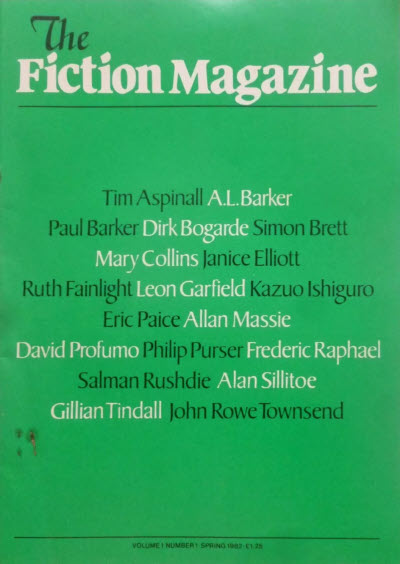 The
Fiction Magazine
Tim Aspinall A.L.Barker
Paul Barker Dirk Bogarde Simon Brett
Mary Collins Janice Elliott
Ruth Fainlight Leon Garfield Kazuo Ishiguro
Eric Paice Allan Massie
David Profumo Philip Purser Frederic Raphael
Salman Rushdie Alan Sillitoe
Gillian Tindall John Rowe Townsend
VOLUME 1 NUMBER 1 SPRING 1982 £1.25